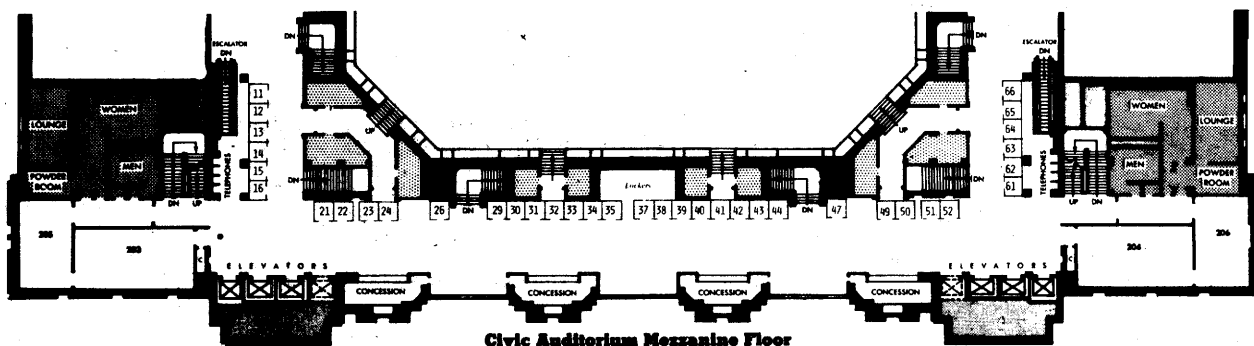 ESCALATOR
DN
DN
DN
ESCALATOR
DN
WOMEN
LOUNGE
MEN
POWDER
ROOM
DN
UP
TELEPHONES
11
12
13
14
15
16
UP
DN
DN
21 22 23 24 26 29 30 31 32 33 34 35 37 38 39 40 41 42 43 44 47 49 50 51 52
Lockers
DN
UP
DN
66
65
64
63
62
61
TELEPHONES
UP
DN
WOMEN
LOUNGE
MEN
POWDER
ROOM
205
203
C
ELEVATORS
CONCESSION
CONCESSION
CONCESSION
CONCESSION
ELEVATORS
C
204
206
Civic Auditorium Mezzanine Floor